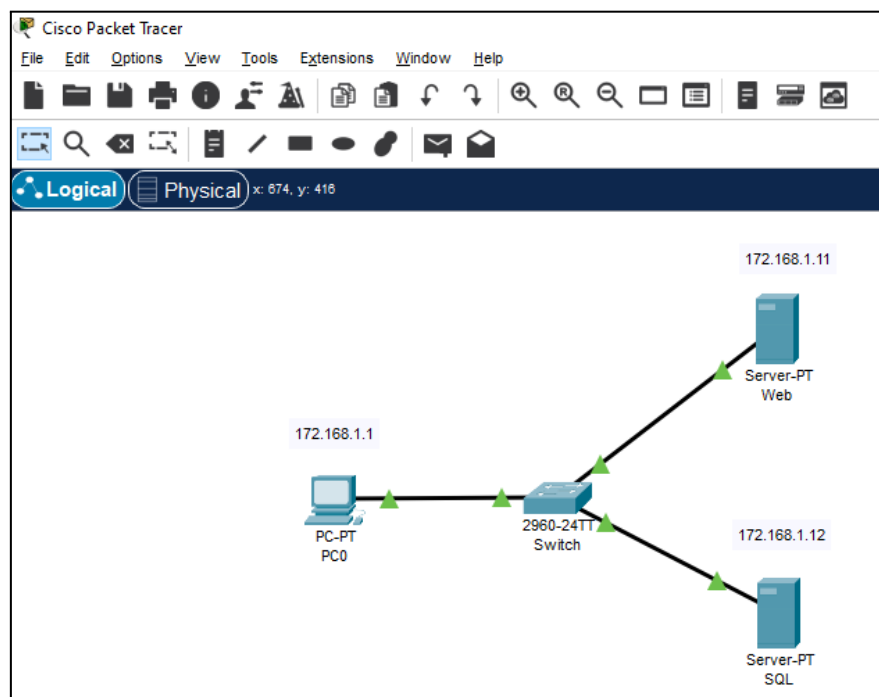 Cisco Packet Tracer
File Edit Options View Tools Extensions Window Help
Logical Physical x: 674, y: 416
172.168.1.11
Server-PT
Web
172.168.1.1
PC-PT
PC0
2960-24TT
Switch
172.168.1.12
Server-PT
SQL